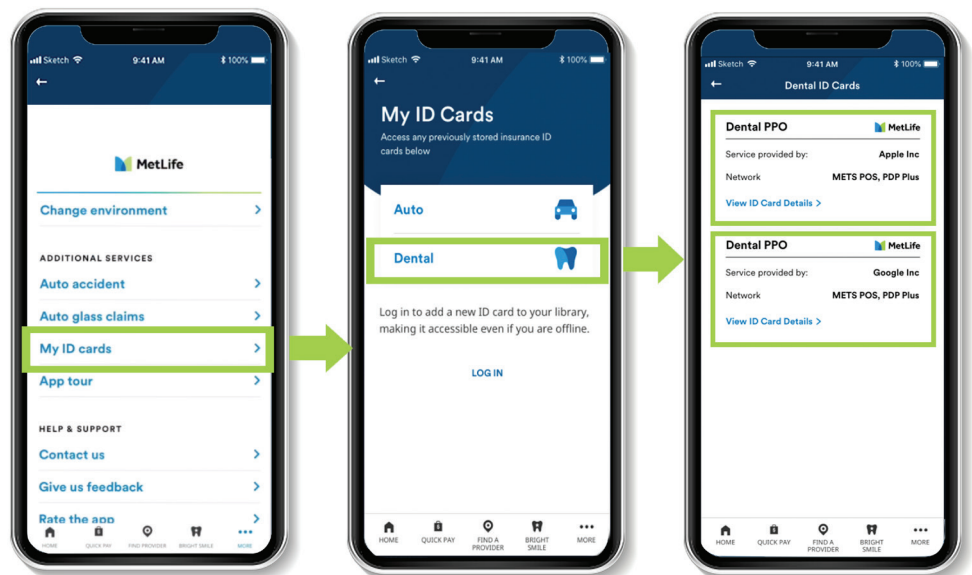 Sketch 9:41 AM 100%
MetLife
Change environment
ADDITIONAL SERVICES
Auto accident
Auto glass claims
My ID cards
App tour
HELP & SUPPORT
Contact us
Give us feedback
Rate the app
HOME QUICK PAY FIND PROVIDER BRIGHT SMILE MORE
Sketch 9:41 AM 100%
My ID Cards
Access any previously stored insurance ID
cards below
Auto
Dental
Log in to add a new ID card to your library,
making it accessible even if you are offline.
LOG IN
HOME QUICK PAY FIND A PROVIDER BRIGHT SMILE MORE
Sketch 9:41 AM 100%
Dental ID Cards
Dental PPO MetLife
Service provided by: Apple Inc
Network METS POS, PDP Plus
View ID Card Details >
Dental PPO MetLife
Service provided by: Google Inc
Network METS POS, PDP Plus
View ID Card Details >
HOME QUICK PAY FIND A PROVIDER BRIGHT SMILE MORE